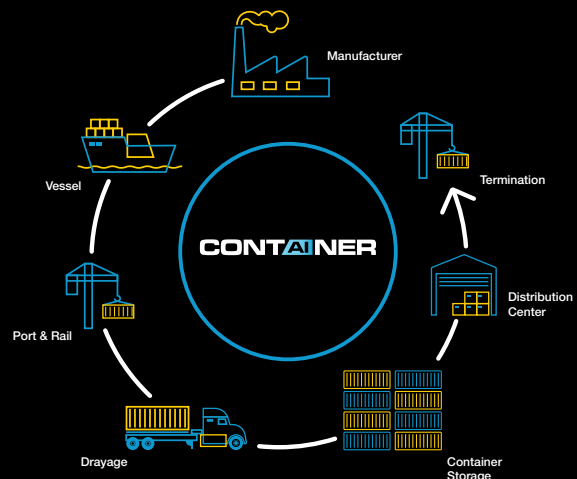 Manufacturer
Vessel
Termination
CONTAINER
Distribution
Center
Port & Rail
Drayage
Container
Storage